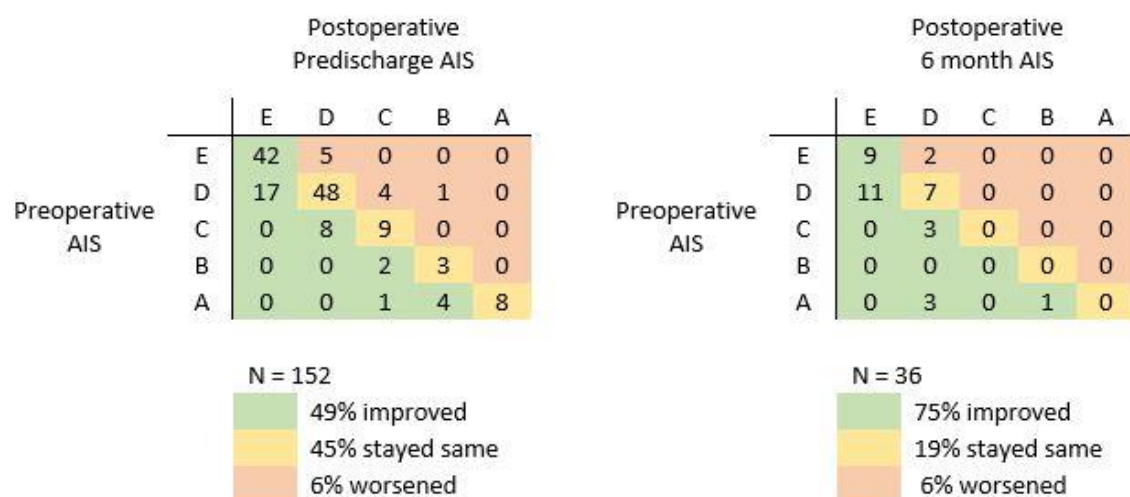 Postoperative
Predischarge AIS
E D C B A
E 42 5 0 0 0
D 17 48 4 1 0
C 0 8 9 0 0
B 0 0 2 3 0
A 0 0 1 4 8
Preoperative
AIS
N = 152
49% improved
45% stayed same
6% worsened
Postoperative
6 month AIS
E D C B A
E 9 2 0 0 0
D 11 7 0 0 0
C 0 3 0 0 0
B 0 0 0 0 0
A 0 3 0 1 0
Preoperative
AIS
N = 36
75% improved
19% stayed same
6% worsened